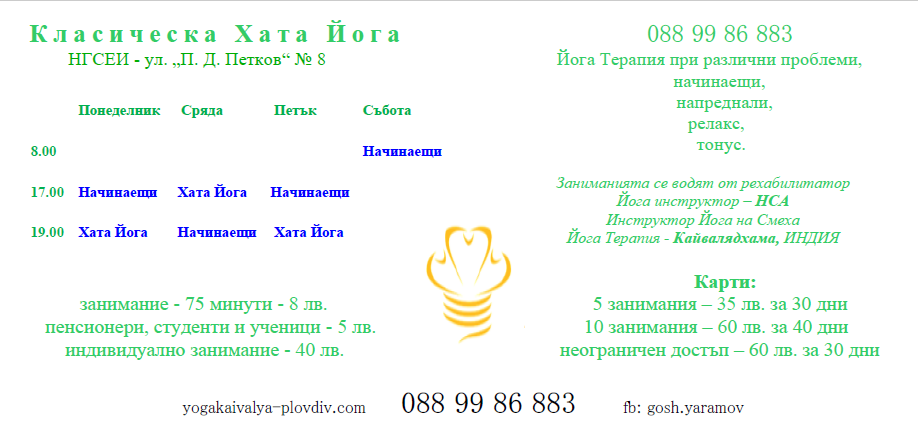 Класическа Хата Йога
НГСЕИ - ул. „П. Д. Петков“ № 8
Понеделник Сряда Петък Събота
8.00 Начинаещи
17.00 Начинаещи Хата Йога Начинаещи
19.00 Хата Йога Начинаещи Хата Йога
занимание - 75 минути - 8 лв.
пенсионери, студенти и ученици - 5 лв.
индивидуално занимание - 40 лв.
088 99 86 883
Йога Терапия при различни проблеми,
начинаещи,
напреднали,
релакс,
тонус.
Заниманията се водят от рехабилитатор
Йога инструктор – НСА
Инструктор Йога на Смеха
Йога Терапия - Кайвалядхама, ИНДИЯ
Карти:
5 занимания – 35 лв. за 30 дни
10 занимания – 60 лв. за 40 дни
неограничен достъп – 60 лв. за 30 дни
yogakaivalya-plovdiv.com 088 99 86 883 fb: gosh.yaramov